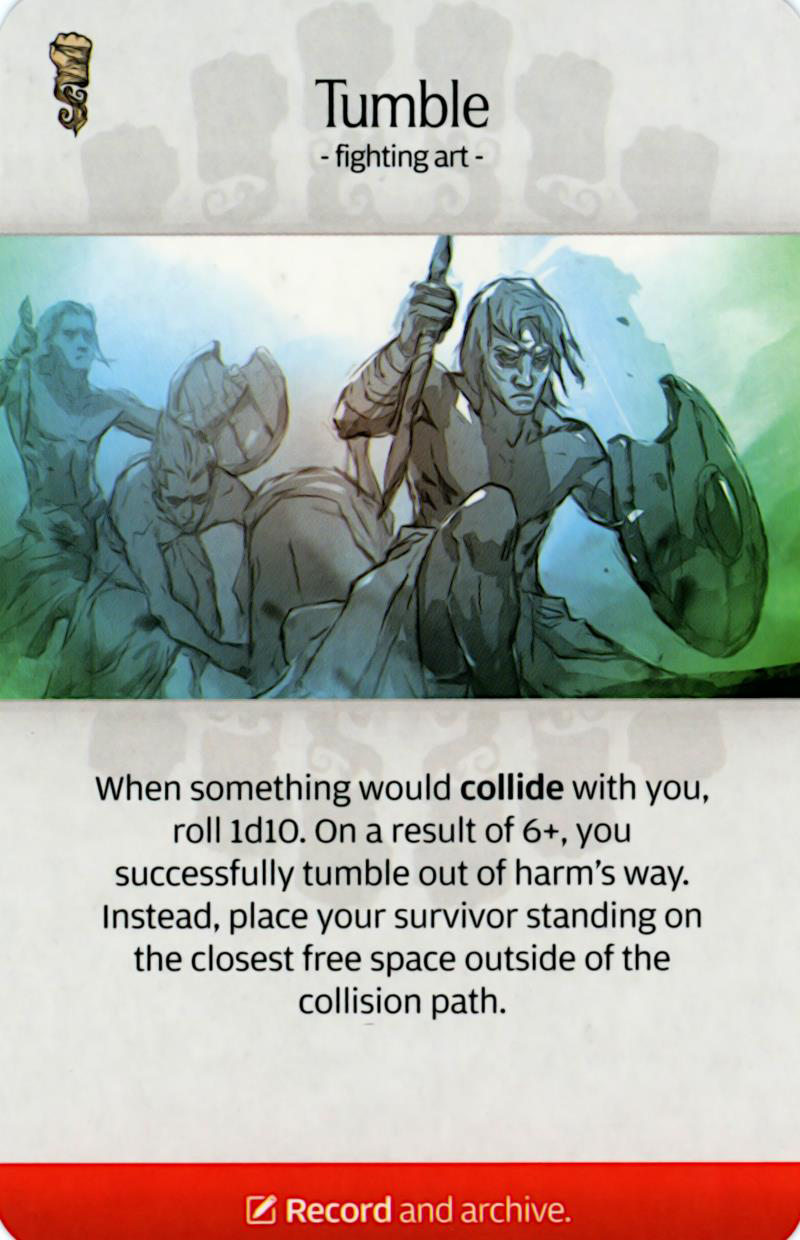 Tumble
- fighting art -
When something would collide with you,
roll 1d10. On a result of 6+, you
successfully tumble out of harm's way.
Instead, place your survivor standing on
the closest free space outside of the
collision path.
Record and archive.